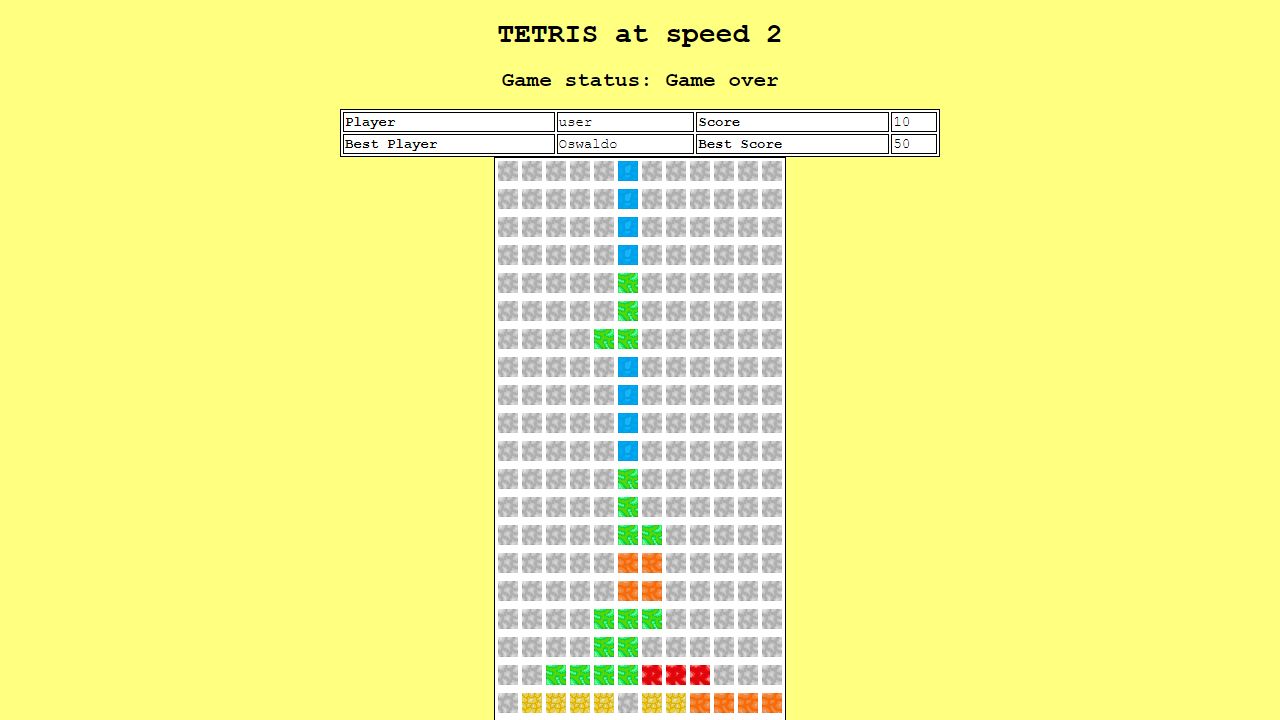 TETRIS at speed 2
Game status: Game over
Player user Score 10
Best Player Oswaldo Best Score 50